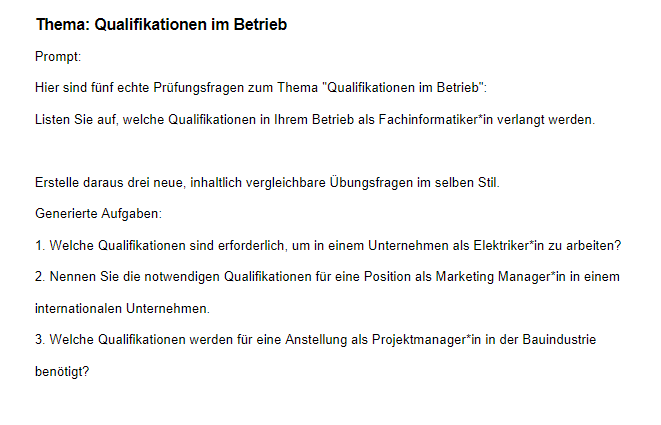 Thema: Qualifikationen im Betrieb
Prompt:
Hier sind fünf echte Prüfungsfragen zum Thema "Qualifikationen im Betrieb":
Listen Sie auf, welche Qualifikationen in Ihrem Betrieb als Fachinformatiker*in verlangt werden.
Erstelle daraus drei neue, inhaltlich vergleichbare Übungsfragen im selben Stil.
Generierte Aufgaben:
1. Welche Qualifikationen sind erforderlich, um in einem Unternehmen als Elektriker*in zu arbeiten?
2. Nennen Sie die notwendigen Qualifikationen für eine Position als Marketing Manager*in in einem
internationalen Unternehmen.
3. Welche Qualifikationen werden für eine Anstellung als Projektmanager*in in der Bauindustrie
benötigt?